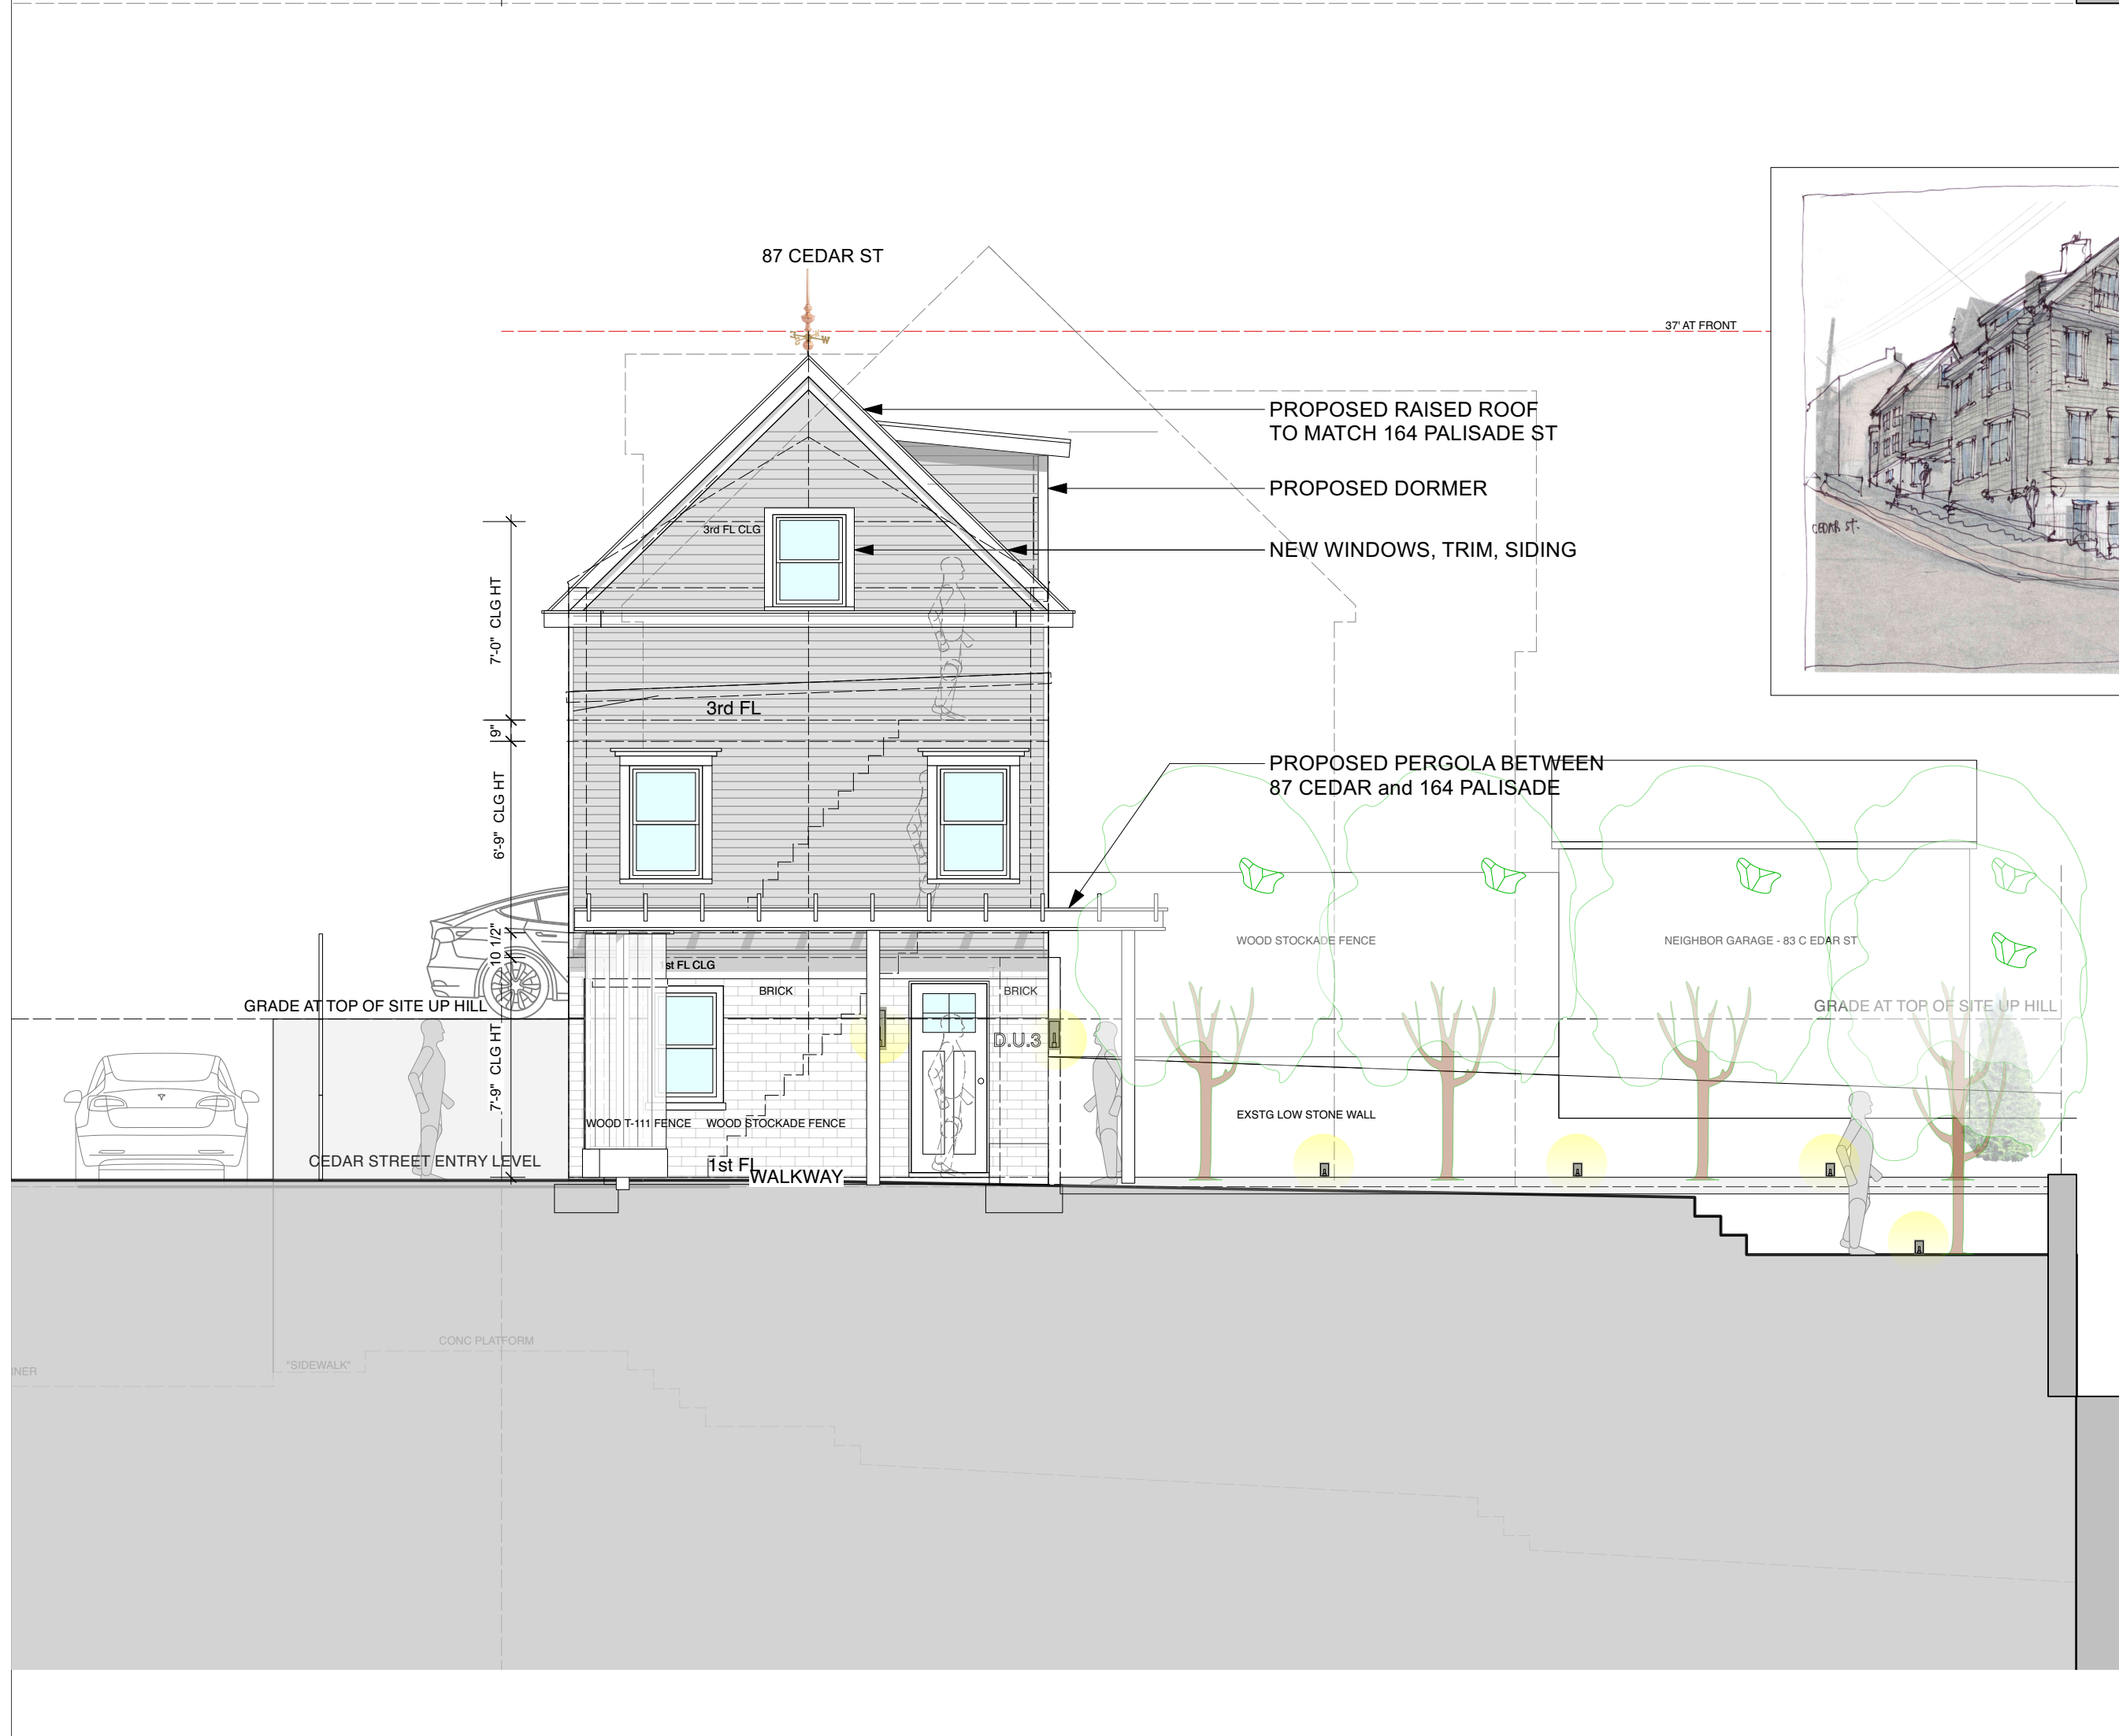 87 CEDAR ST
W
37' AT FRONT
PROPOSED RAISED ROOF
TO MATCH 164 PALISADE ST
PROPOSED DORMER
3rd FL CLG
NEW WINDOWS, TRIM, SIDING
CEDAR ST.
7'-0" CLG HT
3rd FL
9"
PROPOSED PERGOLA BETWEEN
87 CEDAR and 164 PALISADE
6'-9" CLG HT
10 1/2"
WOOD STOCKADE FENCE
NEIGHBOR GARAGE - 83 C EDAR ST
1st FL CLG
BRICK
BRICK
GRADE AT TOP OF SITE UP HILL
GRADE AT TOP OF SITE UP HILL
D.U.3
7'-9" CLG HT
WOOD T-111 FENCE
WOOD STOCKADE FENCE
EXSTG LOW STONE WALL
CEDAR STREET ENTRY LEVEL
1st FL
WALKWAY
CONC PLATFORM
"SIDEWALK"
NER